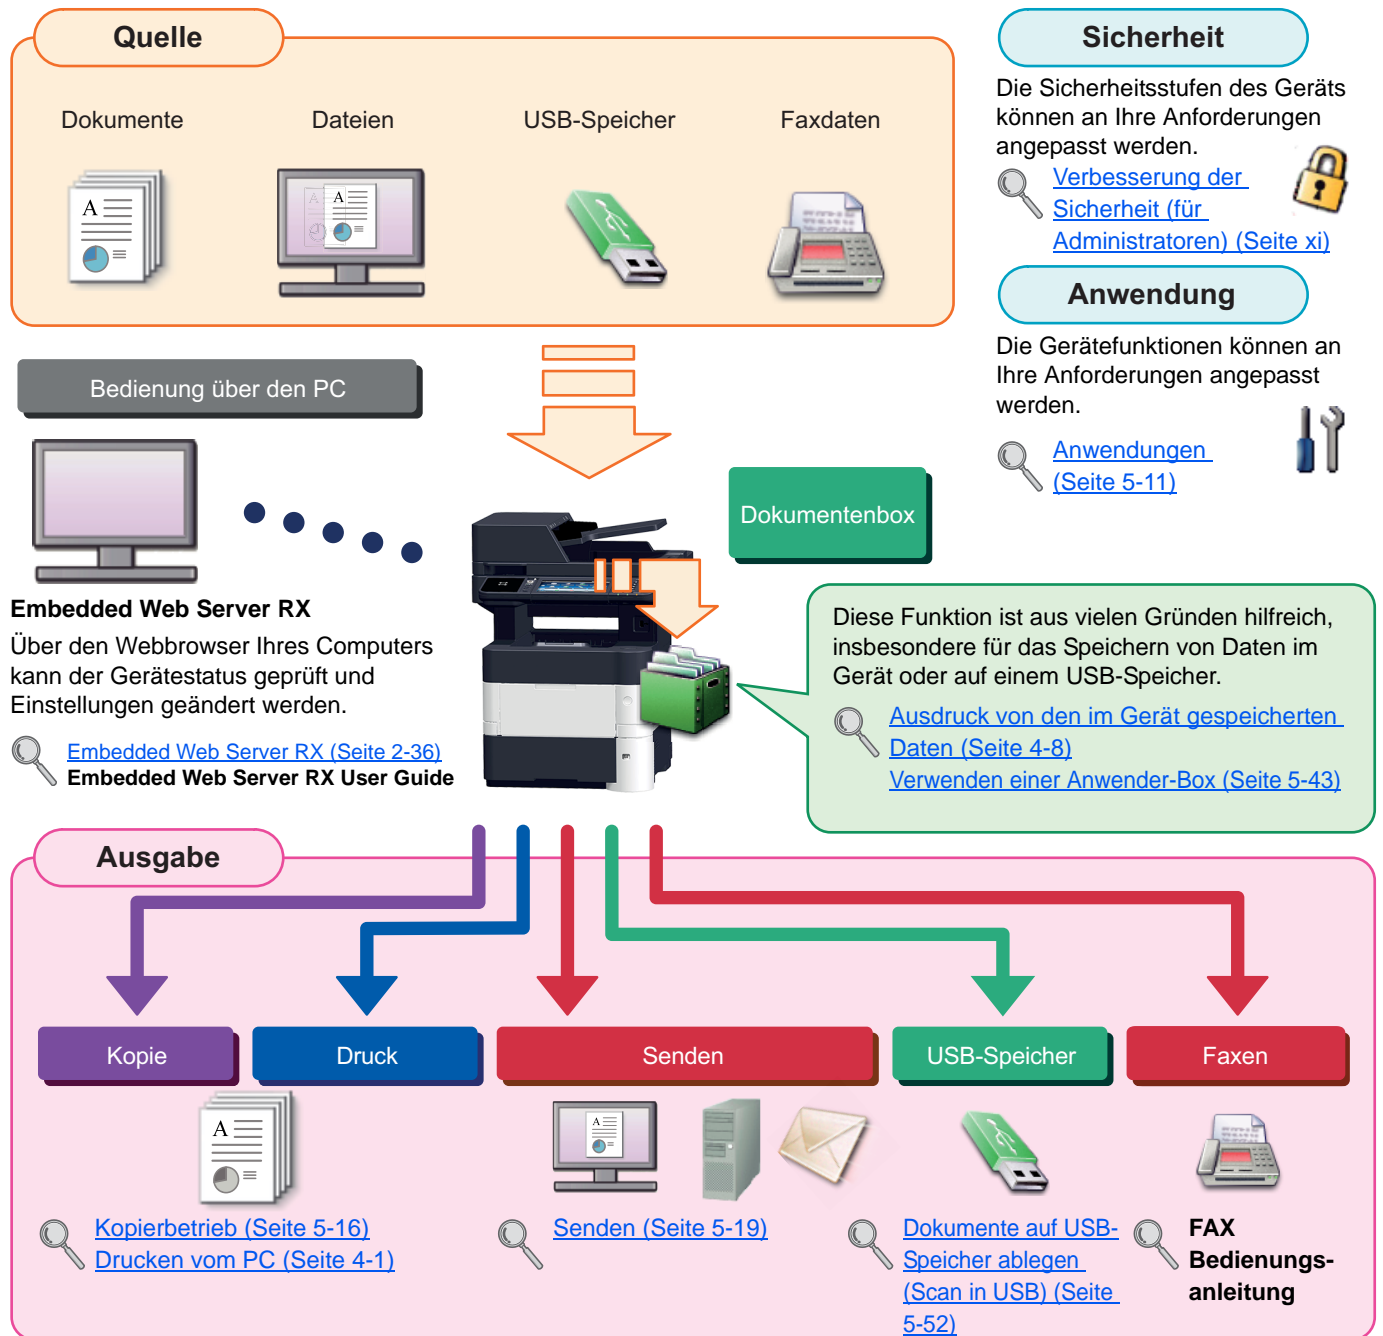 Quelle
Dokumente
Dateien
USB-Speicher
Faxdaten
Sicherheit
Die Sicherheitsstufen des Geräts
können an Ihre Anforderungen
angepasst werden.
Verbesserung der
Sicherheit (für
Administratoren) (Seite xi)
Anwendung
Die Gerätefunktionen können an
Ihre Anforderungen angepasst
werden.
Anwendungen
(Seite 5-11)
Bedienung über den PC
Embedded Web Server RX
Über den Webbrowser Ihres Computers
kann der Gerätestatus geprüft und
Einstellungen geändert werden.
Embedded Web Server RX (Seite 2-36)
Embedded Web Server RX User Guide
Dokumentenbox
Diese Funktion ist aus vielen Gründen hilfreich,
insbesondere für das Speichern von Daten im
Gerät oder auf einem USB-Speicher.
Ausdruck von den im Gerät gespeicherten
Daten (Seite 4-8)
Verwenden einer Anwender-Box (Seite 5-43)
Ausgabe
Kopie
Druck
Senden
USB-Speicher
Faxen
Kopierbetrieb (Seite 5-16)
Drucken vom PC (Seite 4-1)
Senden (Seite 5-19)
Dokumente auf USB-
Speicher ablegen
(Scan in USB) (Seite
5-52)
FAX
Bedienungs-
anleitung